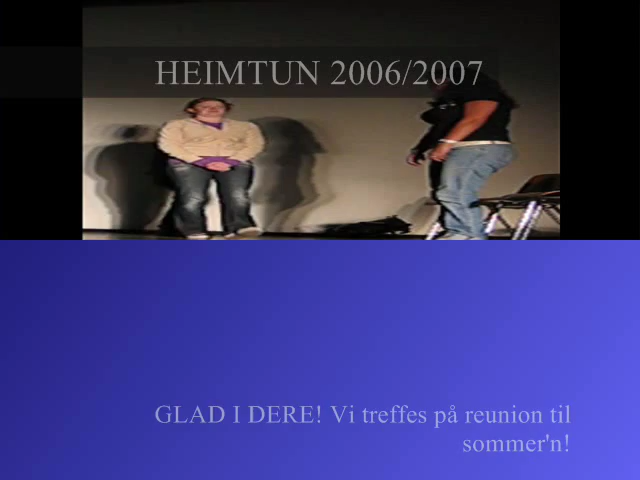 HEIMTUN 2006/2007
GLAD I DERE! Vi treffes på reunion til
sommer'n!